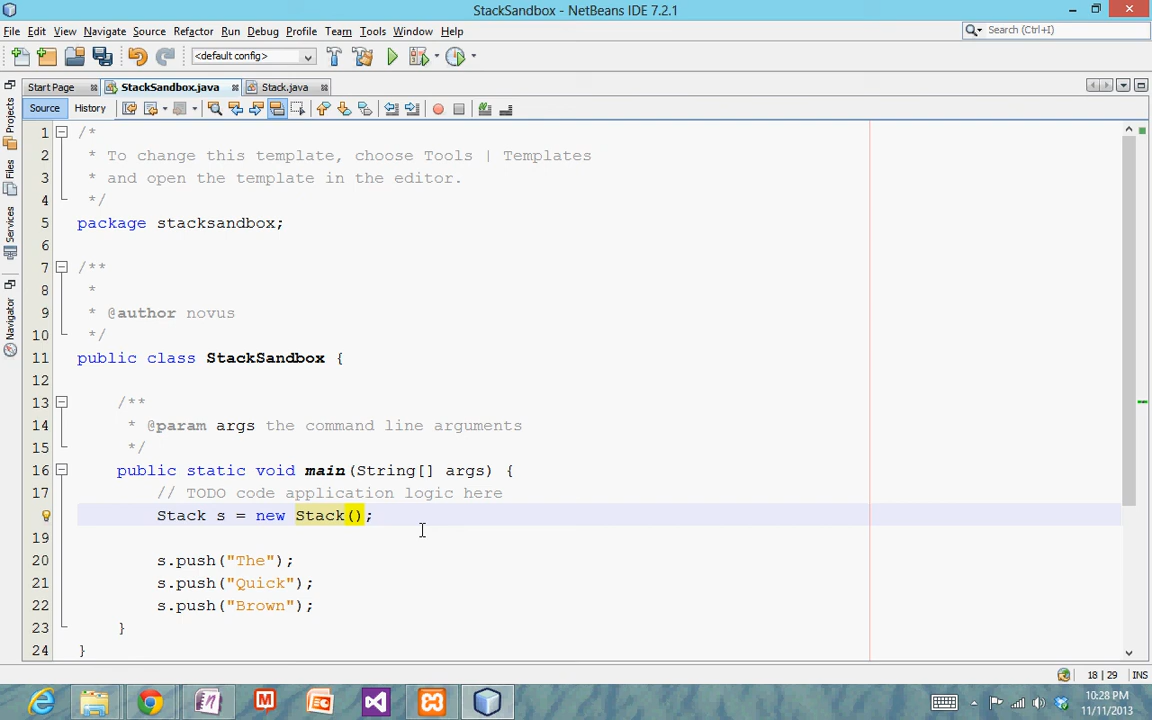 StackSandbox - NetBeans IDE 7.2.1
File Edit View Navigate Source Refactor Run Debug Profile Team Tools Window Help
Search (Ctrl+I)
<default config>
Start Page StackSandbox.java Stack.java
Source History
Projects
Files
Services
Navigator
1 /*
2 * To change this template, choose Tools | Templates
3 * and open the template in the editor.
4 */
5 package stacksandbox;
6
7 /**
8 *
9 * @author novus
10 */
11 public class StackSandbox {
12
13 /**
14 * @param args the command line arguments
15 */
16 public static void main(String[] args) {
17 // TODO code application logic here
Stack s = new Stack();
19
20 s.push("The");
21 s.push("Quick");
22 s.push("Brown");
23 }
24 }
18 | 29 INS
10:28 PM
11/11/2013